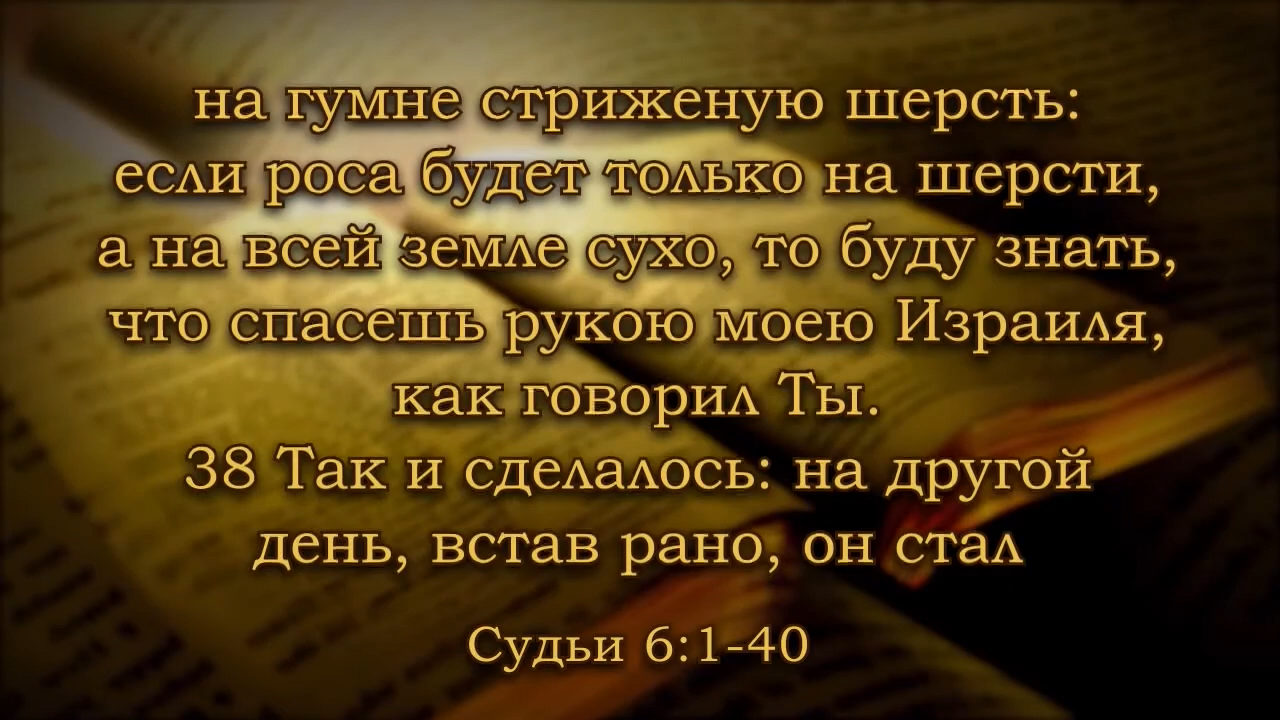 на гумне стриженую шерсть:
если роса будет только на шерсти,
а на всей земле сухо, то буду знать,
что спасешь рукою моею Израиля,
как говорил Ты.
38 Так и сделалось: на другой
день, встав рано, он стал
Судьи 6:1-40